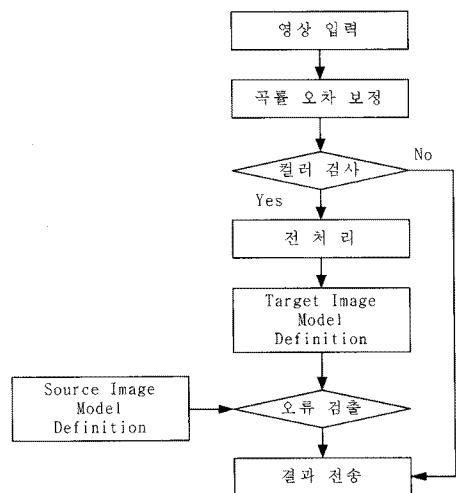 영상 입력
곡률 오차 보정
컬러 검사
No
Yes
전 처 리
Target Image
Model
Definition
Source Image
Model
Definition
오류 검출
결과 전송